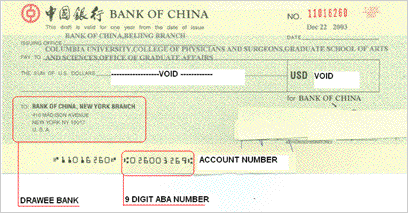 中国银行 BANK OF CHINA
This draft is valid for one year from the date of issue
NO. 11016260
BANK OF CHINA, BEIJING BRANCH
Dec 22 2003
ISSUING OFFICE
DATE
COLUMBIA UNIVERSITY,COLLEGE OF PHYSICIANS AND SURGEONS,GRADUATE SCHOOL OF ARTS
PAY TO
AND SCIENCES,OFFICE OF GRADUATE AFFAIRS
THE SUM OF U.S. DOLLARS VOID
USD VOID
for BANK OF CHINA
TO: BANK OF CHINA, NEW YORK BRANCH
410 MADISON AVENUE
NEW YORK NY 10017
U.S.A
11016260 026003269 ACCOUNT NUMBER
DRAWEE BANK
9 DIGIT ABA NUMBER